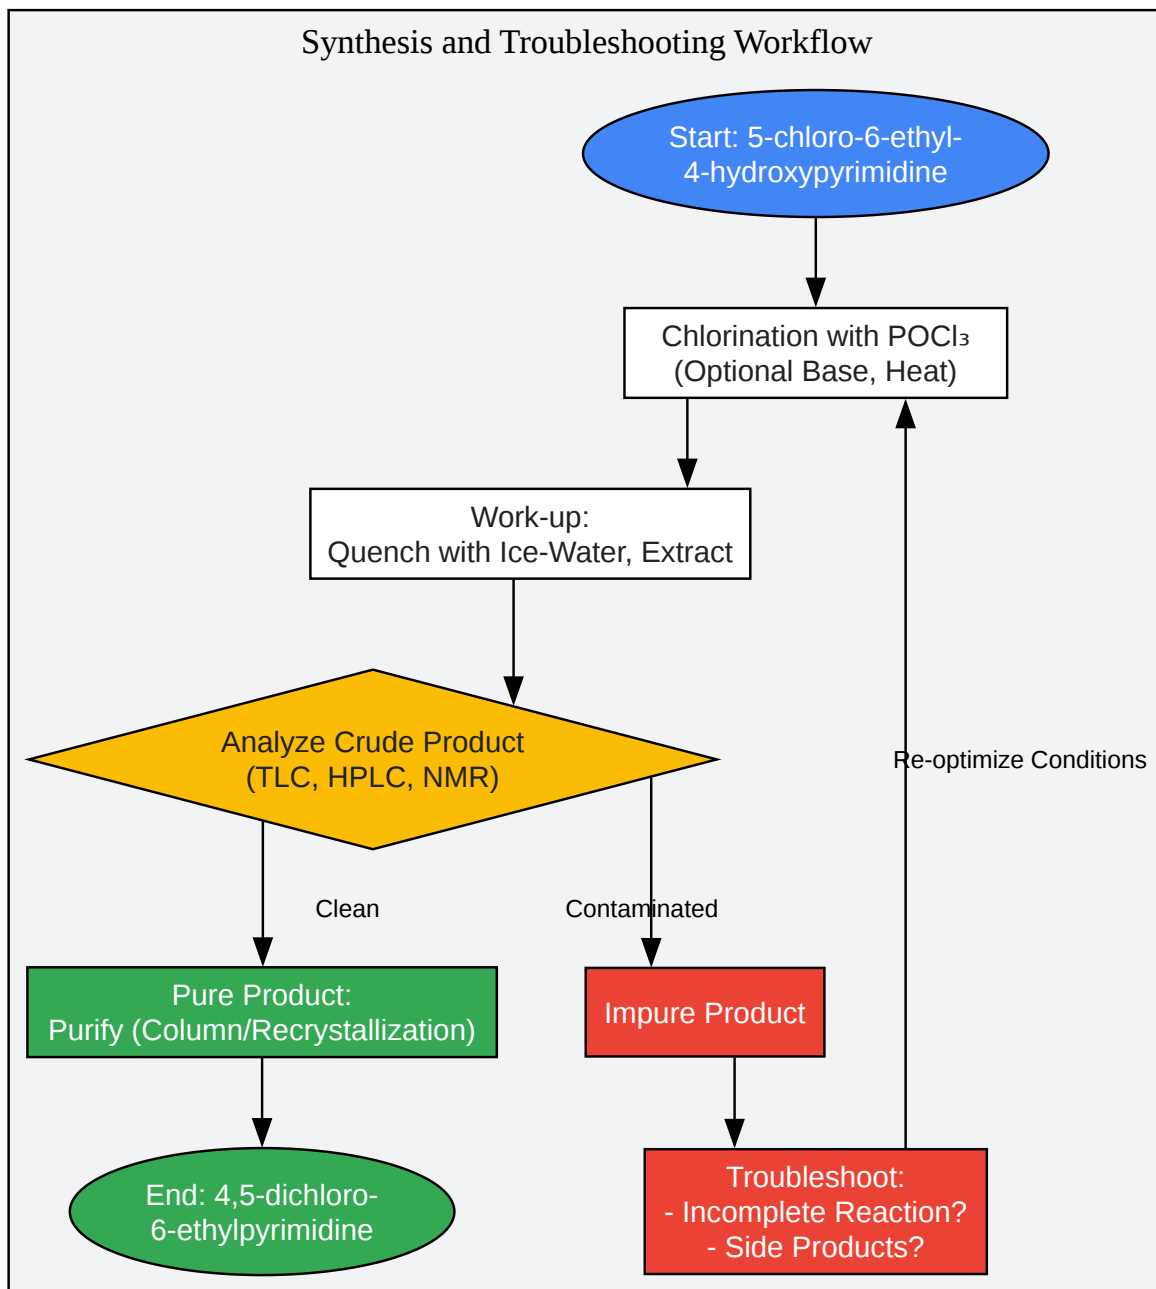 Synthesis and Troubleshooting Workflow
Start: 5-chloro-6-ethyl-
4-hydroxypyrimidine
Chlorination with POCl₃
(Optional Base, Heat)
Work-up:
Quench with Ice-Water, Extract
Analyze Crude Product
(TLC, HPLC, NMR)
Re-optimize Conditions
Clean
Contaminated
Pure Product:
Purify (Column/Recrystallization)
Impure Product
End: 4,5-dichloro-
6-ethylpyrimidine
Troubleshoot:
- Incomplete Reaction?
- Side Products?